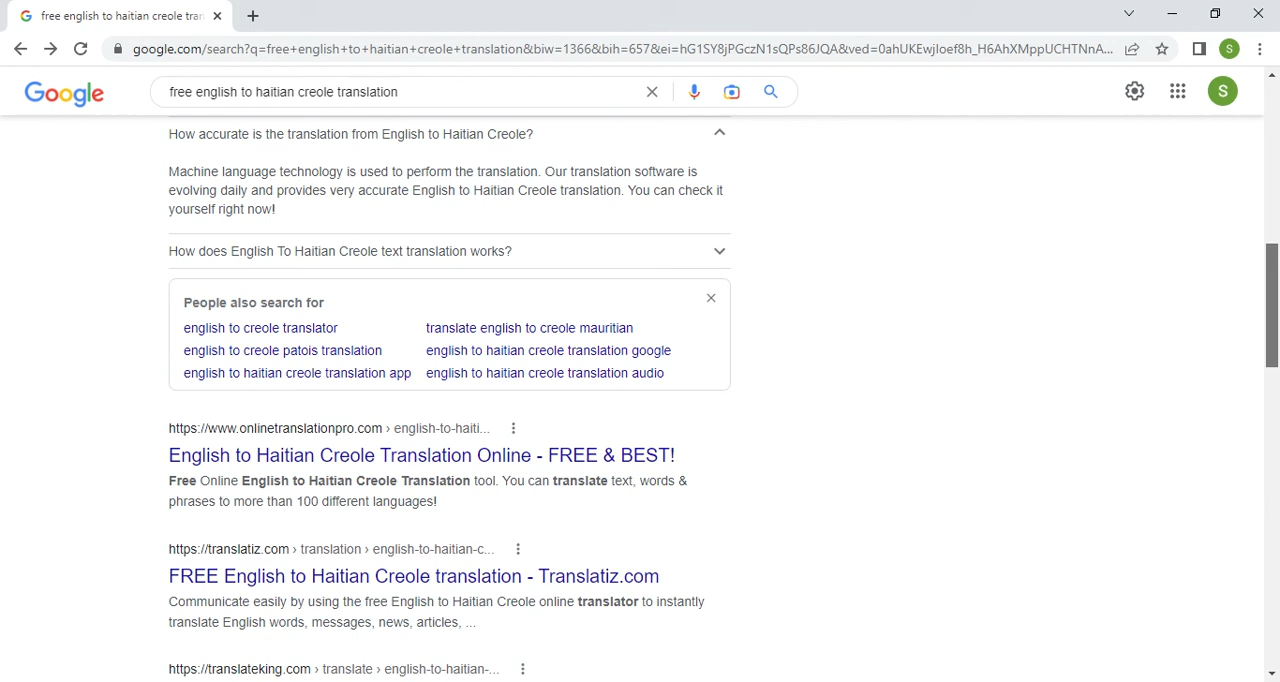 free english to haitian creole tran
google.com/search?q=free+english+to+haitian+creole+translation&biw=1366&bih=657&ei=hG1SY8jPGczN1sQPs86JQA&ved=0ahUKEwjloef8h_H6AhXMppUCHTNnA...
S
Google
free english to haitian creole translation
S
How accurate is the translation from English to Haitian Creole?
Machine language technology is used to perform the translation. Our translation software is
evolving daily and provides very accurate English to Haitian Creole translation. You can check it
yourself right now!
How does English To Haitian Creole text translation works?
People also search for
english to creole translator translate english to creole mauritian
english to creole patois translation english to haitian creole translation google
english to haitian creole translation app english to haitian creole translation audio
https://www.onlinetranslationpro.com › english-to-haiti...
English to Haitian Creole Translation Online - FREE & BEST!
Free Online English to Haitian Creole Translation tool. You can translate text, words &
phrases to more than 100 different languages!
https://translatiz.com › translation › english-to-haitian-c...
FREE English to Haitian Creole translation - Translatiz.com
Communicate easily by using the free English to Haitian Creole online translator to instantly
translate English words, messages, news, articles, ...
https://translateking.com › translate › english-to-haitian-...